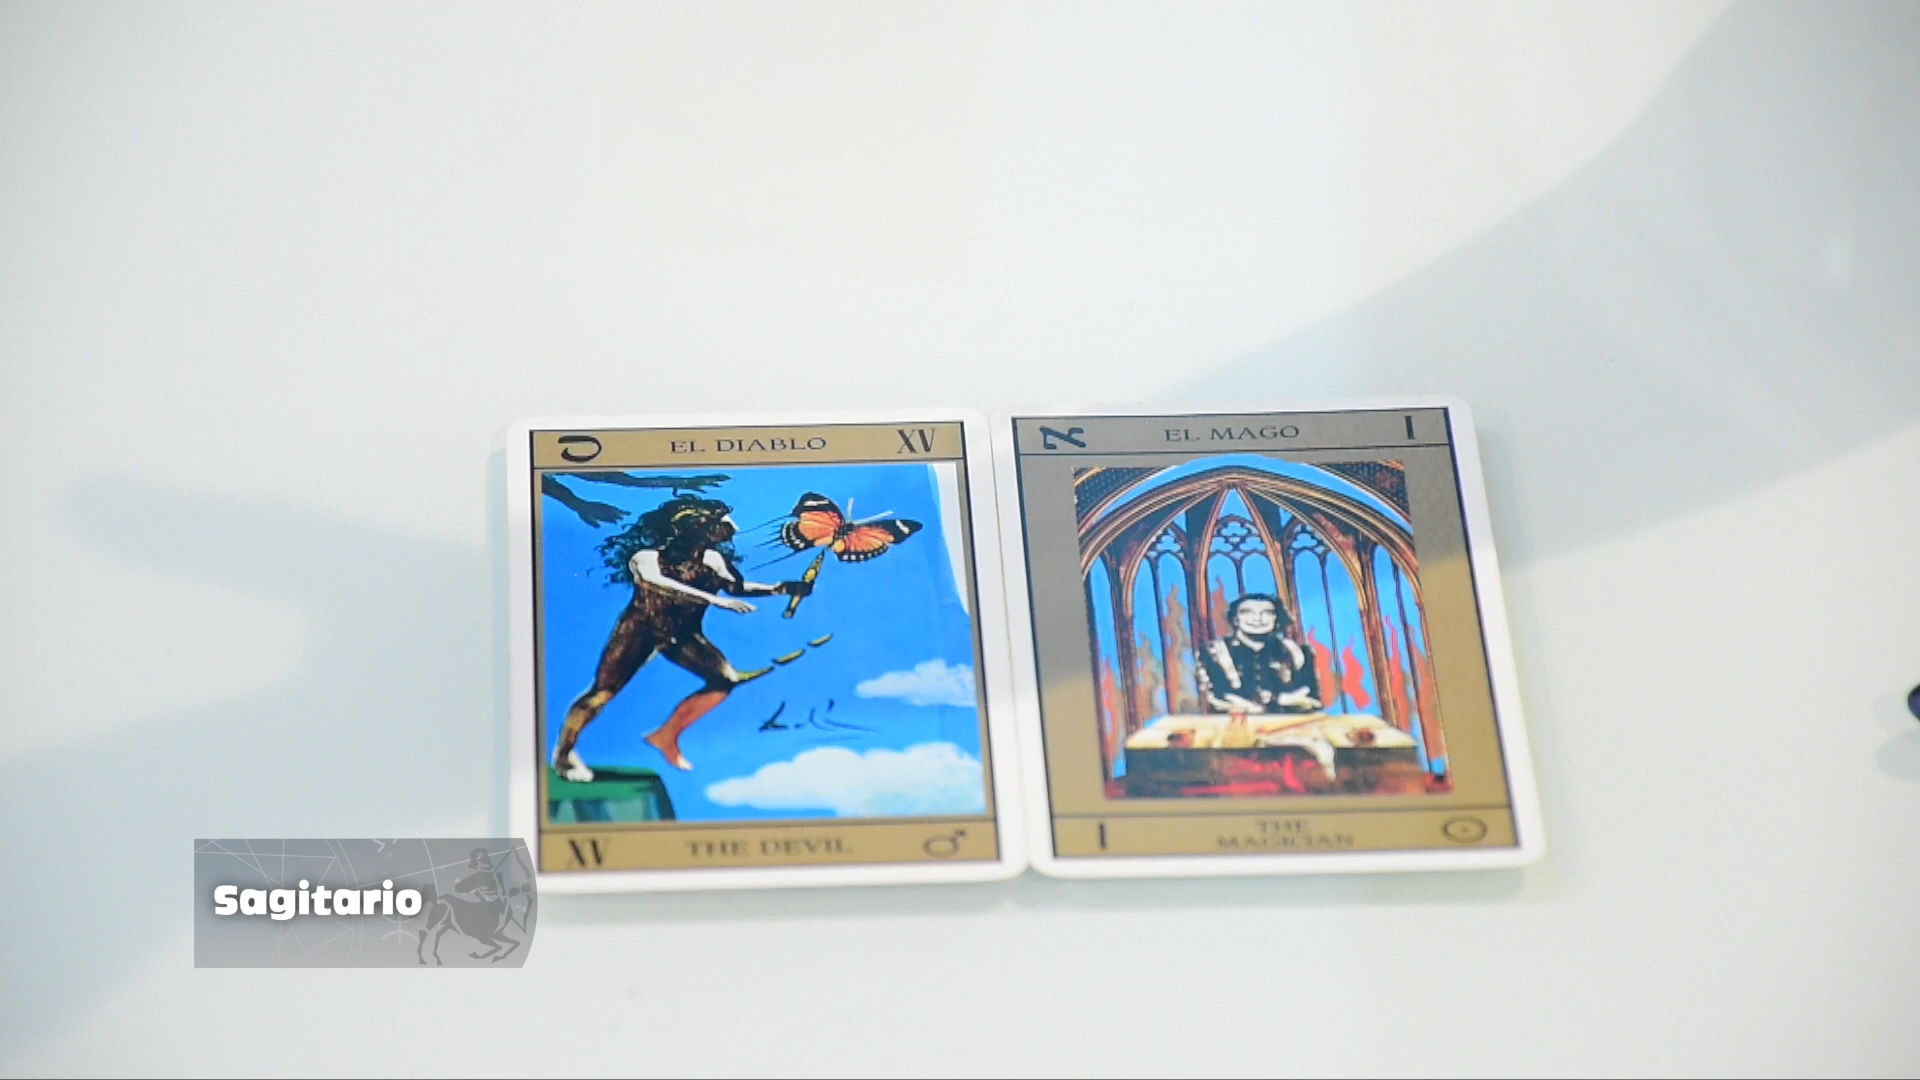 EL DIABLO XV
XV THE DEVIL
א EL MAGO I
I THE
MAGICIAN
Sagitario